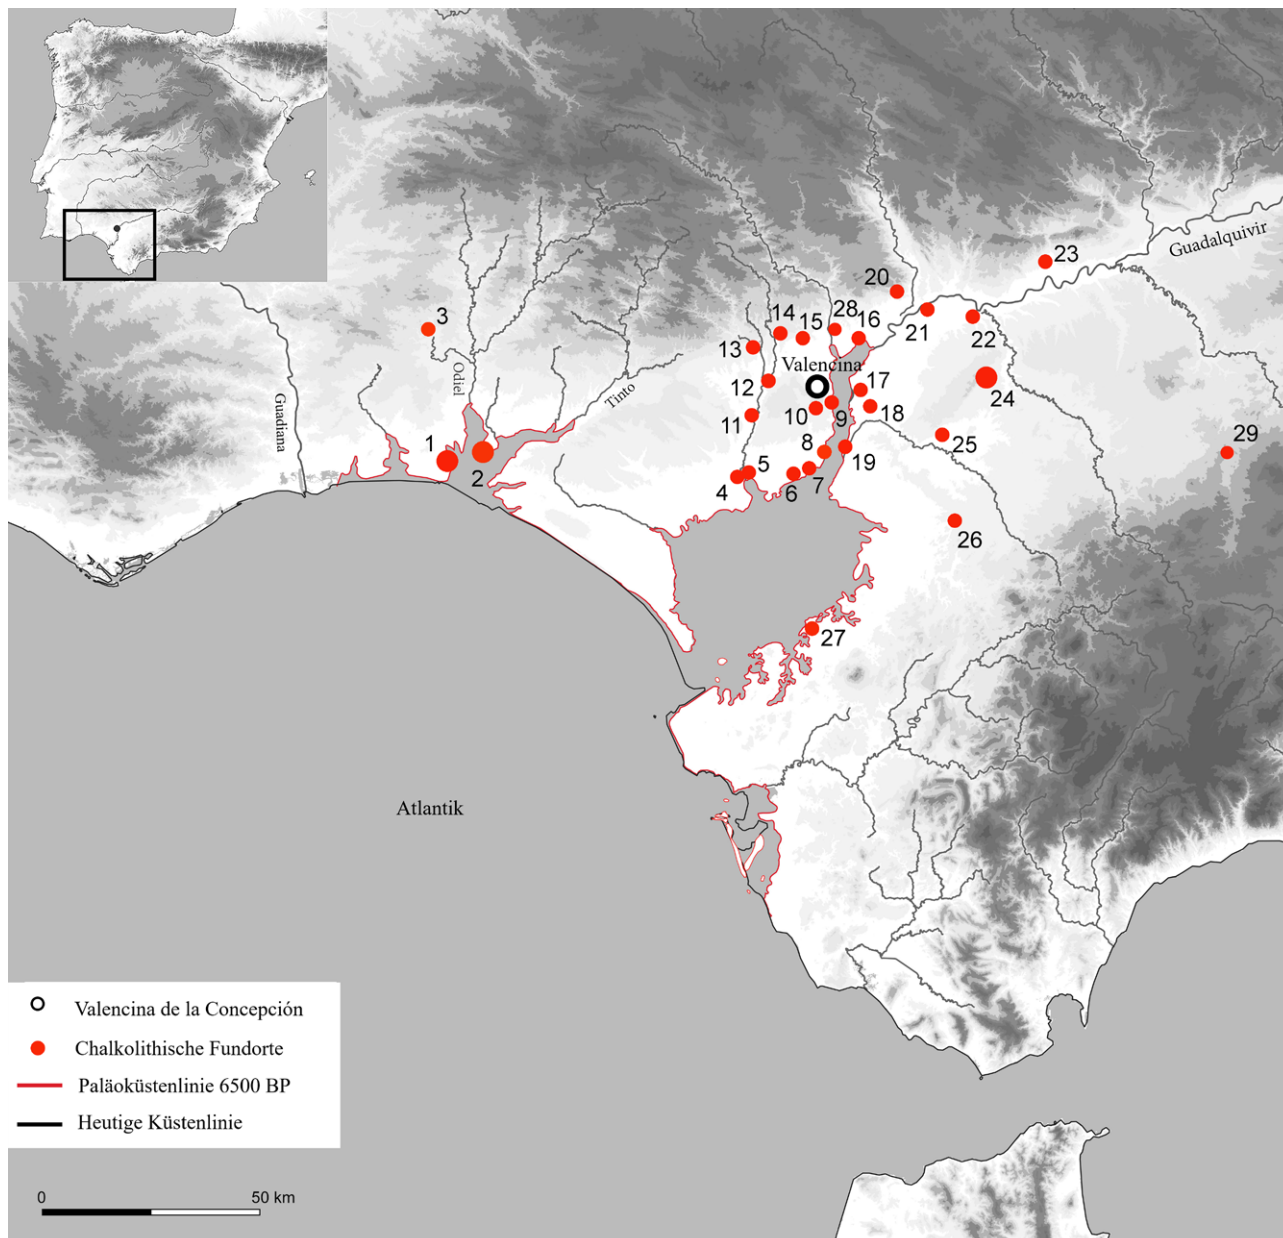 Guadalquivir
23
20
21
22
3
14
15
28
16
13
Valencina
12
17
24
Odiel
Tinto
Guadiana
11
10
9
18
25
29
1
2
8
19
5
4
6
7
26
27
Atlantik
Valencina de la Concepción
Chalkolithische Fundorte
Paläoküstenlinie 6500 BP
Heutige Küstenlinie
0 50 km